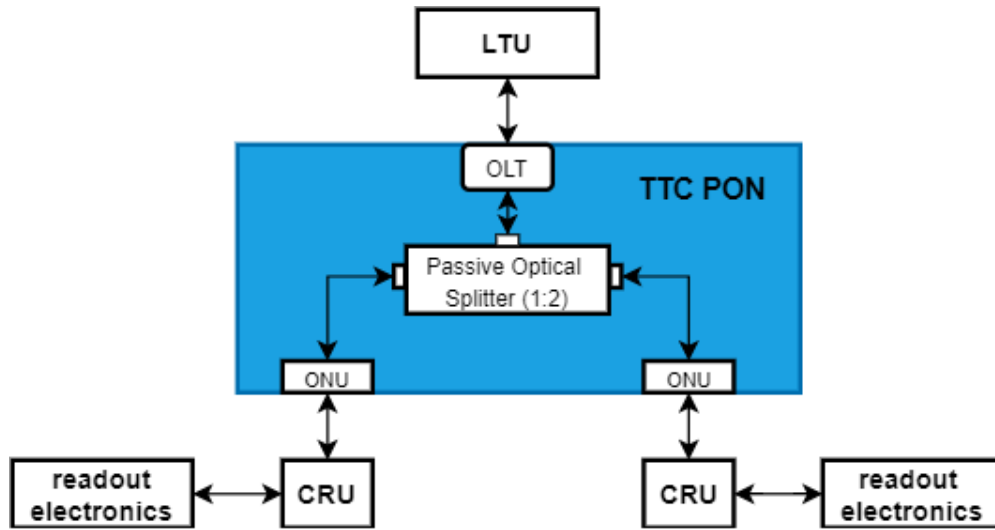 LTU
OLT
TTC PON
Passive Optical
Splitter (1:2)
ONU
ONU
readout
electronics
CRU
CRU
readout
electronics